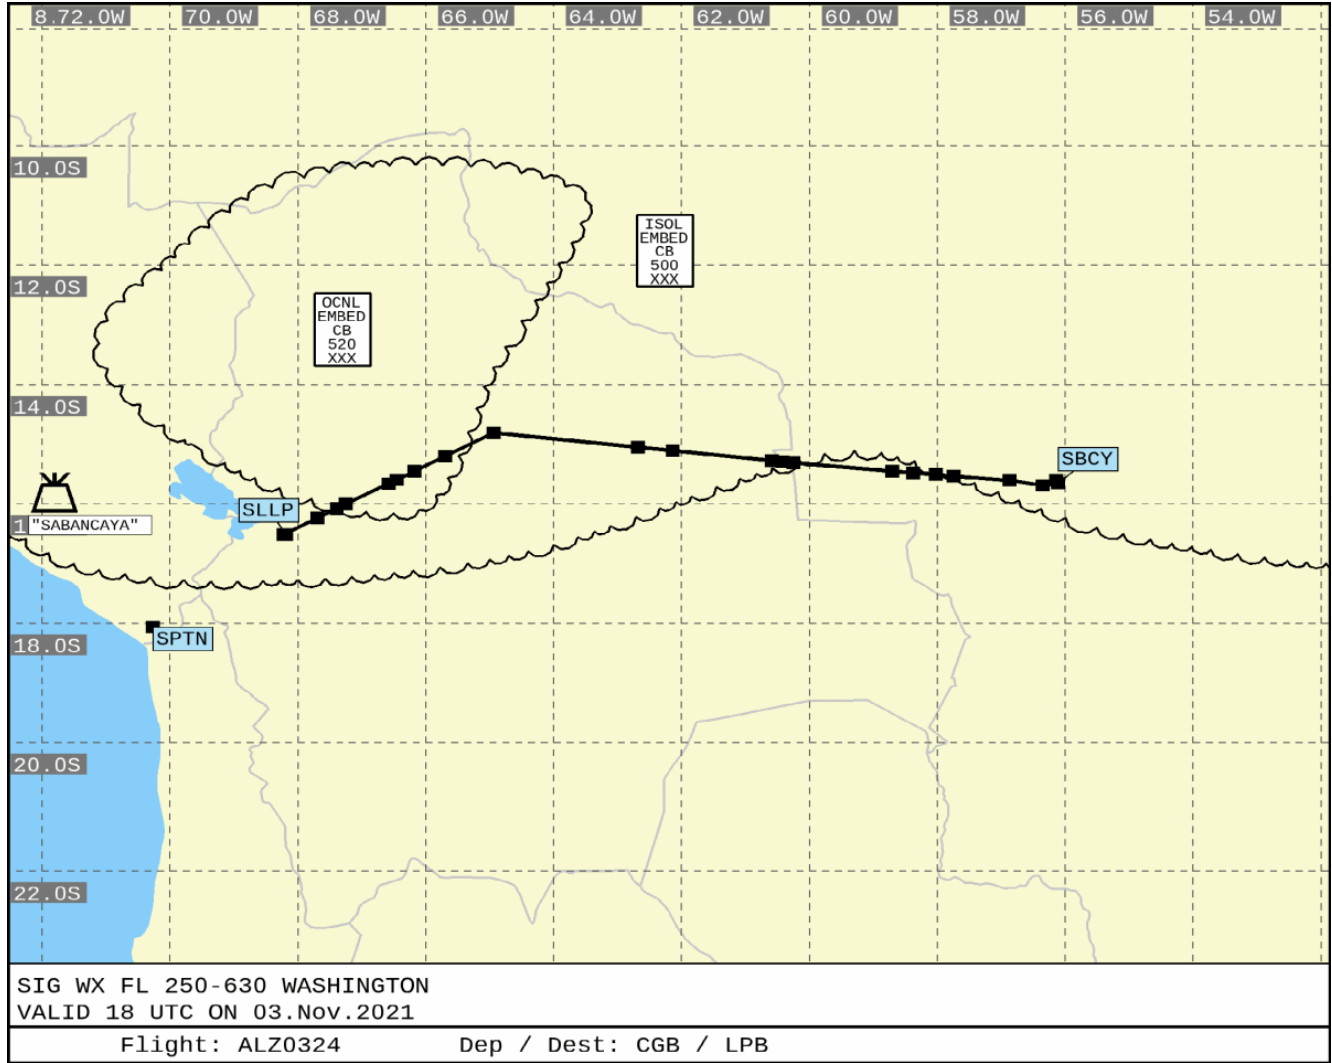 8.72.0W 70.0W 68.0W 66.0W 64.0W 62.0W 60.0W 58.0W 56.0W 54.0W
10.0S
ISOL
EMBED
CB
500
XXX
12.0S
OCNL
EMBED
CB
520
XXX
14.0S
SBCY
SLLP
1 "SABANCAYA"
SPTN
18.0S
20.0S
22.0S
SIG WX FL 250-630 WASHINGTON
VALID 18 UTC ON 03.Nov.2021
Flight: ALZ0324 Dep / Dest: CGB / LPB